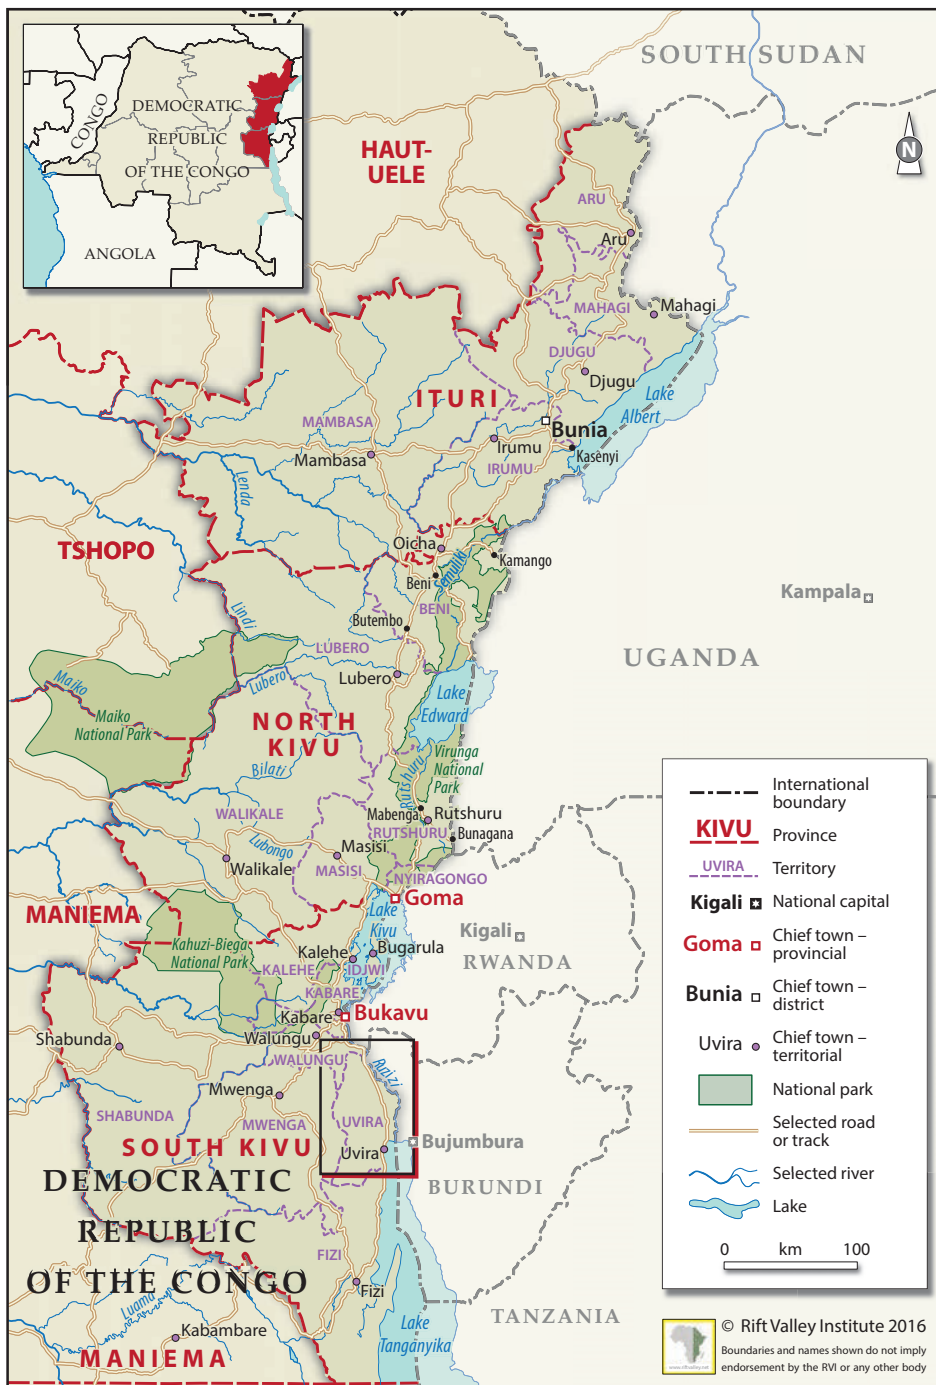 SOUTH SUDAN
CONGO
DEMOCRATIC
REPUBLIC
OF THE CONGO
ANGOLA
HAUT-
UELE
N
ARU
Aru
MAHAGI
Mahagi
DJUGU
Djugu
Lake
Albert
ITURI
MAMBASA
Mambasa
Bunia
Irumu
IRUMU
Kasenyi
Lenda
TSHOPO
Oicha
Kamango
Semuliki
Beni
BENI
Butembo
Lindi
LUBERO
Lubero
Lubero
Kampala
UGANDA
Maiko
Maiko
National Park
NORTH
KIVU
Lake
Edward
Bilati
Rutshuru
Virunga
National
Park
WALIKALE
Mabenga
Rutshuru
RUTSHURU
Bunagana
Lubongo
Masisi
Walikale
MASISI
NYIRAGONGO
Goma
MANIEMA
Lake
Kivu
Kigali
RWANDA
Kahuzi-Biega
National Park
Kalehe
Bugarula
KALEHE
IDJWI
KABARE
Kabare
Bukavu
Walungu
WALUNGU
Shabunda
Ruzizi
Mwenga
SHABUNDA
MWENGA
UVIRA
SOUTH KIVU
Uvira
Bujumbura
BURUNDI
DEMOCRATIC
REPUBLIC
OF THE CONGO
FIZI
Fizi
Luama
Kabambare
MANIEMA
Lake
Tanganyika
TANZANIA
International
boundary
KIVU Province
UVIRA Territory
Kigali National capital
Goma Chief town –
provincial
Bunia Chief town –
district
Uvira Chief town –
territorial
National park
Selected road
or track
Selected river
Lake
0 km 100
www.riftvalley.net
© Rift Valley Institute 2016
Boundaries and names shown do not imply
endorsement by the RVI or any other body